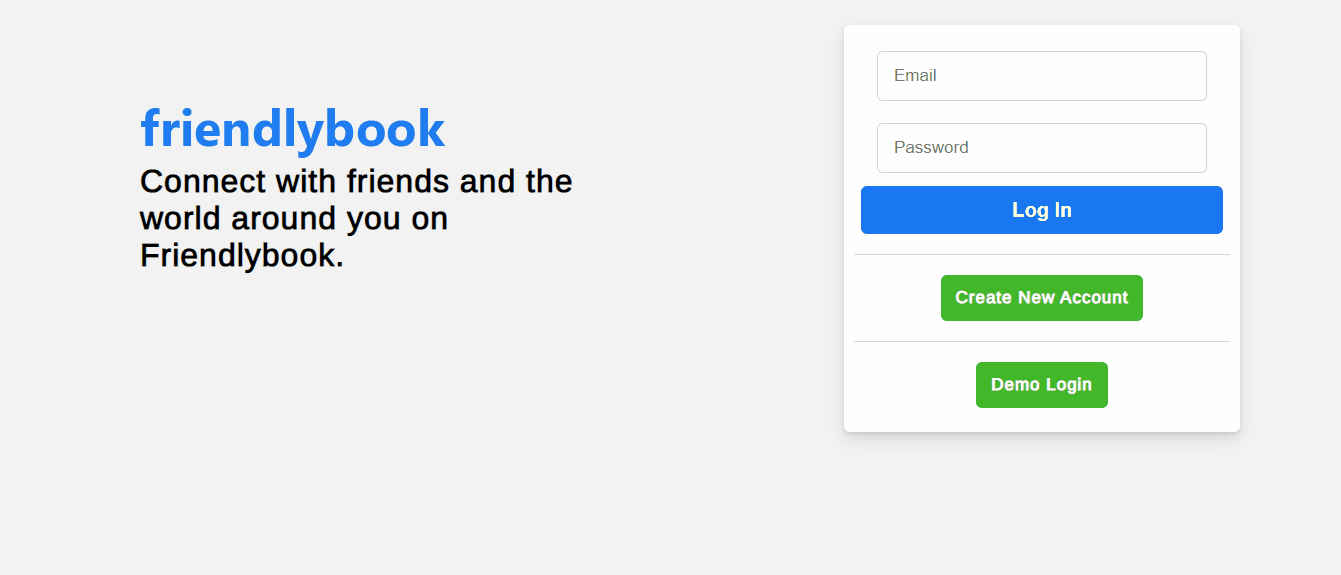 friendlybook
Connect with friends and the
world around you on
Friendlybook.
Email
Password
Log In
Create New Account
Demo Login